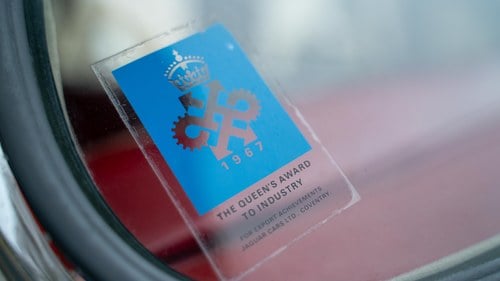 1967
THE QUEEN'S AWARD
TO INDUSTRY
FOR EXPORT ACHIEVEMENTS
JAGUAR CARS LTD · COVENTRY